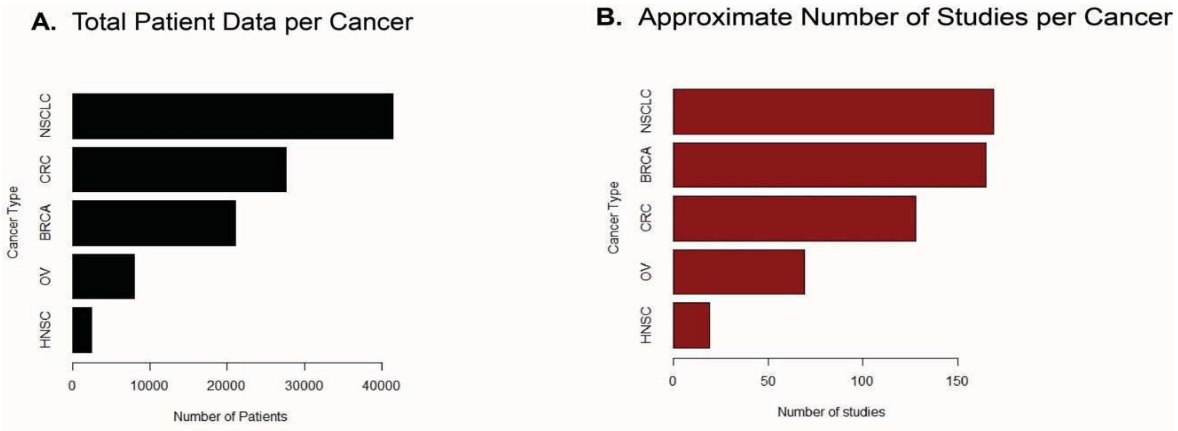 A. Total Patient Data per Cancer
Cancer Type
NSCLC
CRC
BRCA
OV
HNSC
0 10000 20000 30000 40000
Number of Patients
B. Approximate Number of Studies per Cancer
Cancer Type
NSCLC
BRCA
CRC
OV
HNSC
0 50 100 150
Number of studies